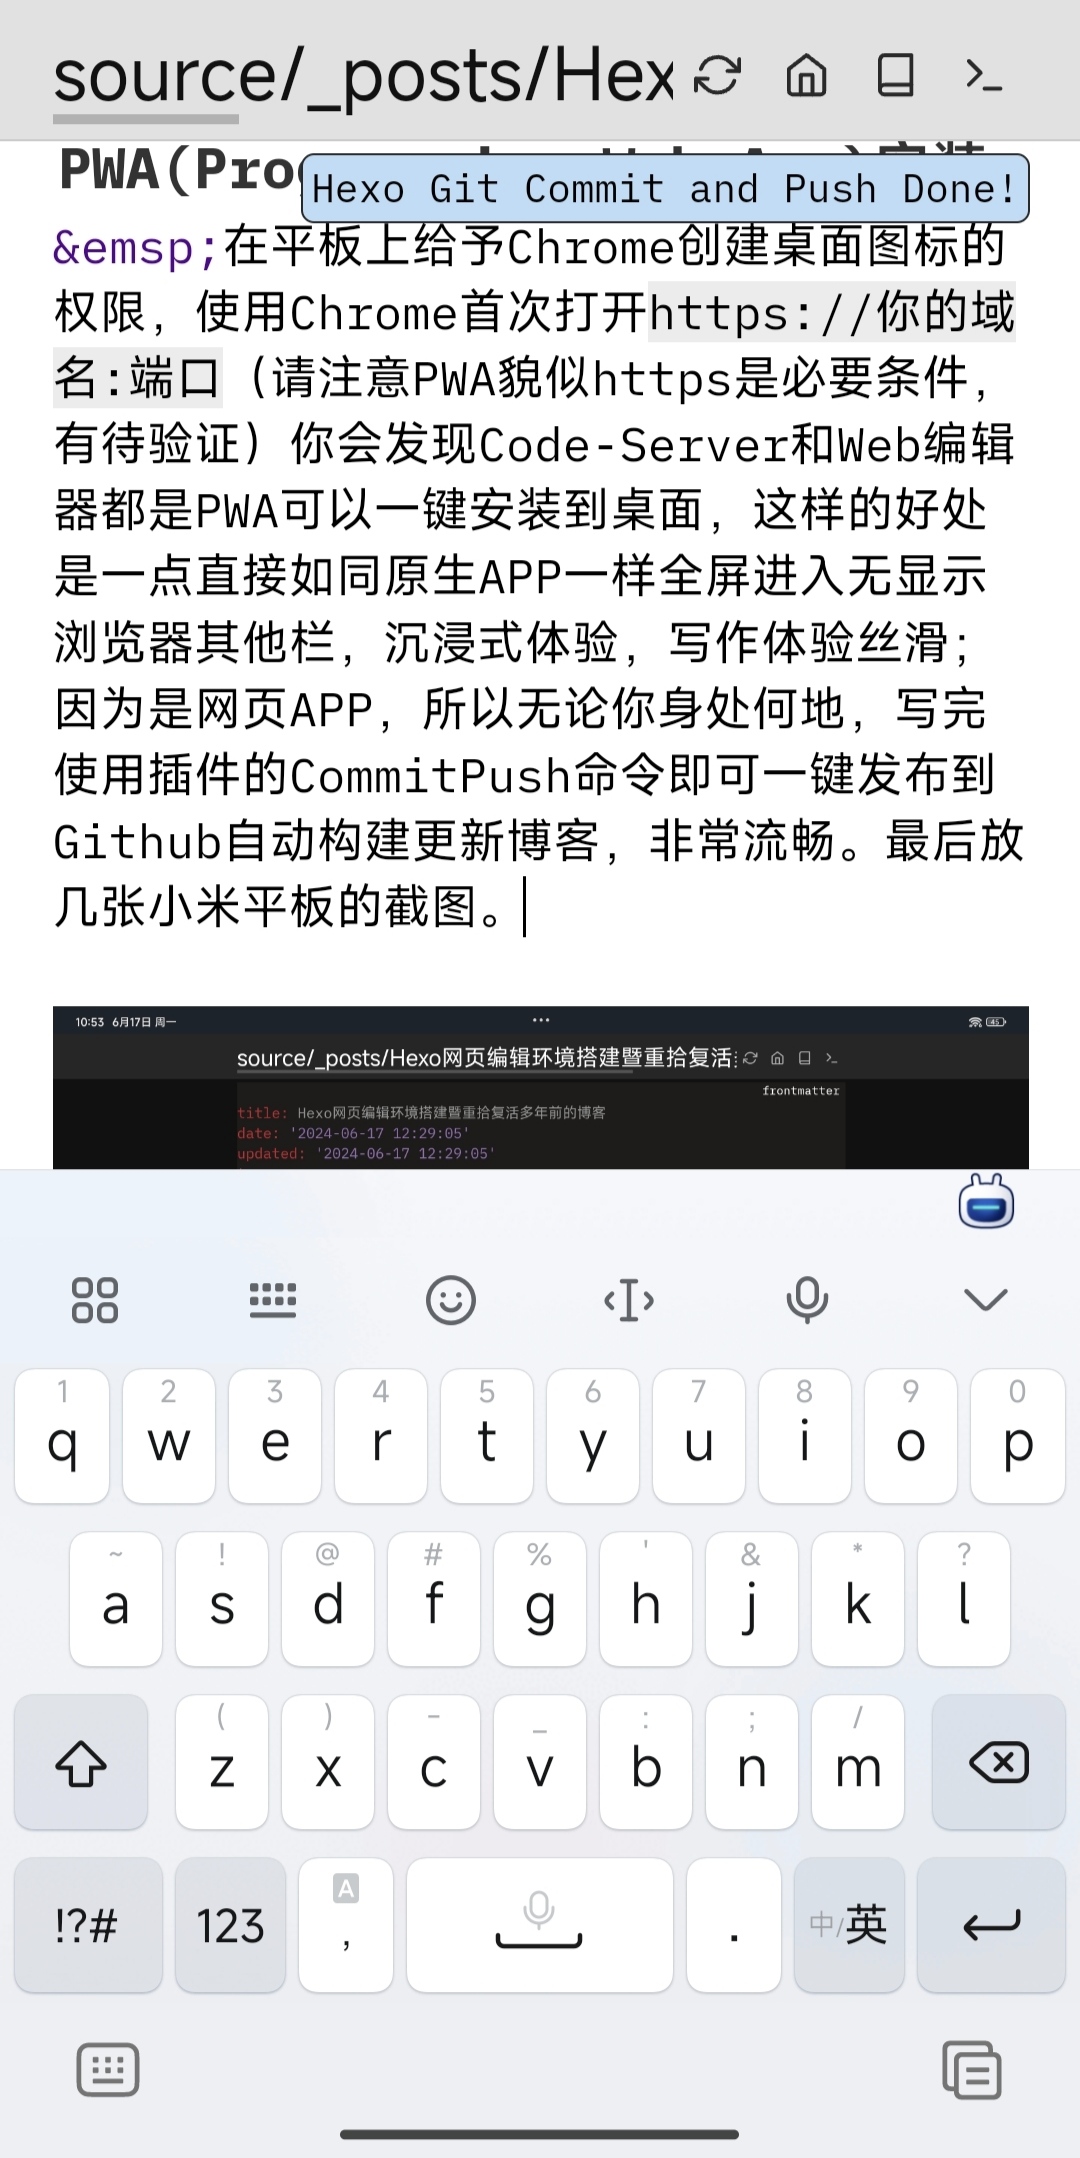 source/_posts/Hex
PWA(Pro
Hexo Git Commit and Push Done!
&emsp;在平板上给予Chrome创建桌面图标的
权限，使用Chrome首次打开https://你的域
名:端口（请注意PWA貌似https是必要条件，
有待验证）你会发现Code-Server和Web编辑
器都是PWA可以一键安装到桌面，这样的好处
是一点直接如同原生APP一样全屏进入无显示
浏览器其他栏，沉浸式体验，写作体验丝滑；
因为是网页APP，所以无论你身处何地，写完
使用插件的CommitPush命令即可一键发布到
Github自动构建更新博客，非常流畅。最后放
几张小米平板的截图。
10:53 6月17日 周一
45
source/_posts/Hexo网页编辑环境搭建暨重拾复活
frontmatter
title: Hexo网页编辑环境搭建暨重拾复活多年前的博客
date: '2024-06-17 12:29:05'
updated: '2024-06-17 12:29:05'
1 2 3 4 5 6 7 8 9 0
q w e r t y u i o p
~ ! @ # % ' & * ?
a s d f g h j k l
( ) - _ : ; /
z x c v b n m
!?# 123 A , . 中/英